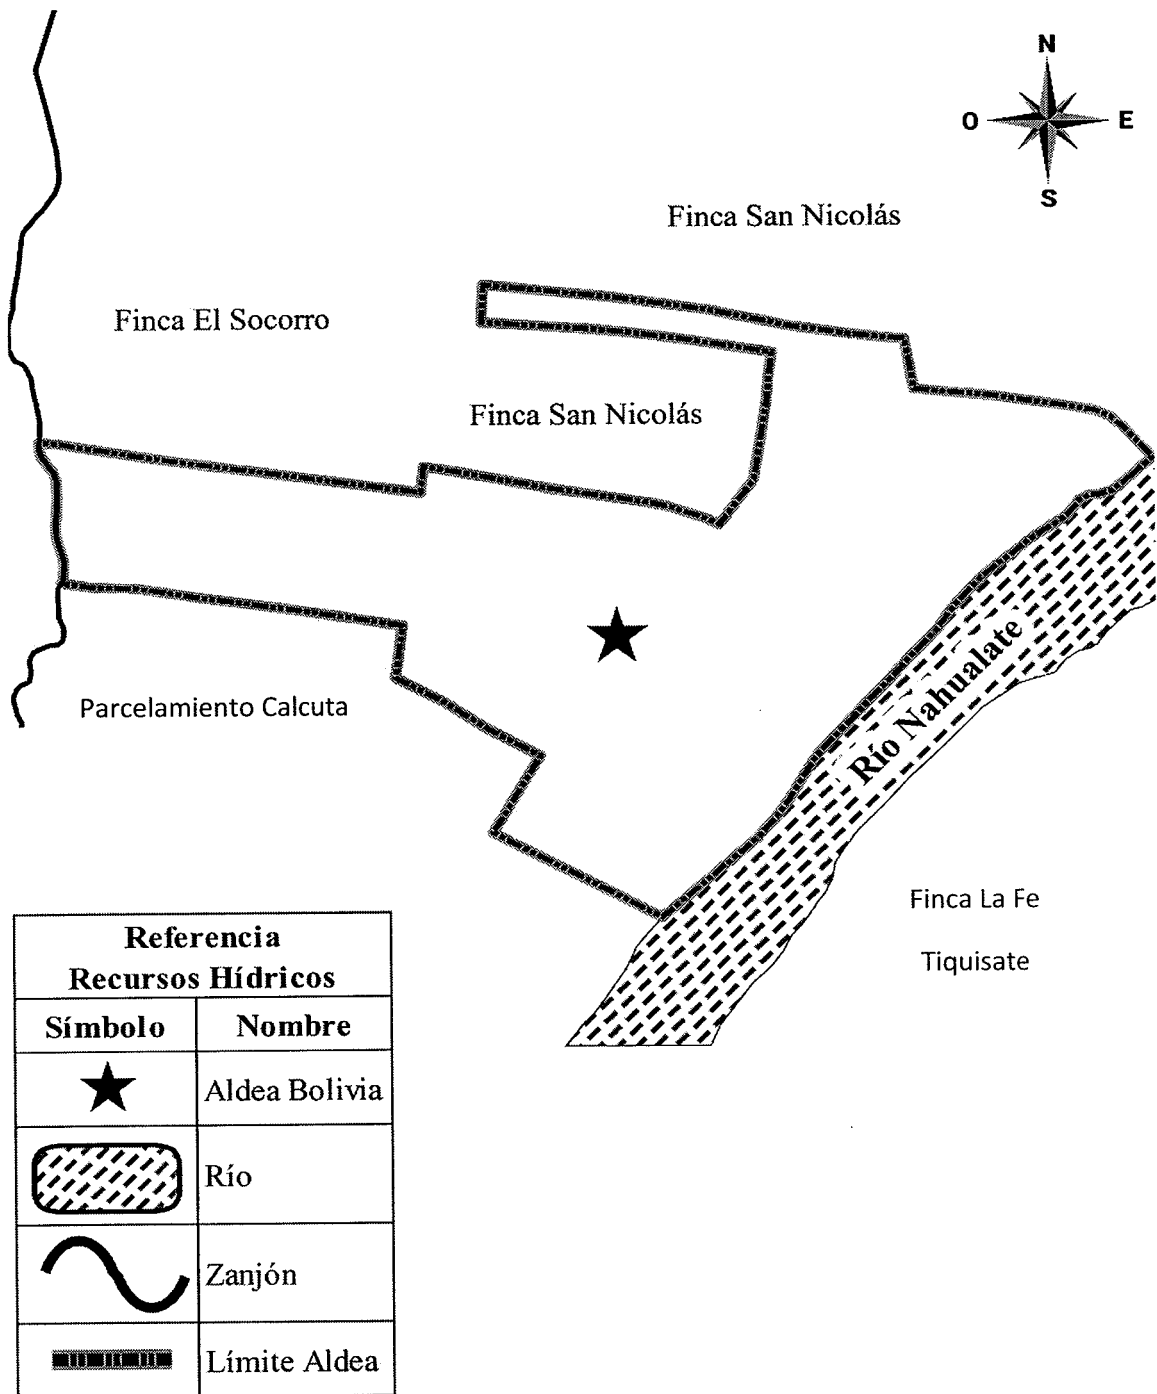 N
O E
S
Finca San Nicolás
Finca El Socorro
Finca San Nicolás
Río Nahualate
Parcelamiento Calcuta
Finca La Fe
Tiquisate
Referencia
Recursos Hídricos
Símbolo Nombre
Aldea Bolivia
Río
Zanjón
Límite Aldea